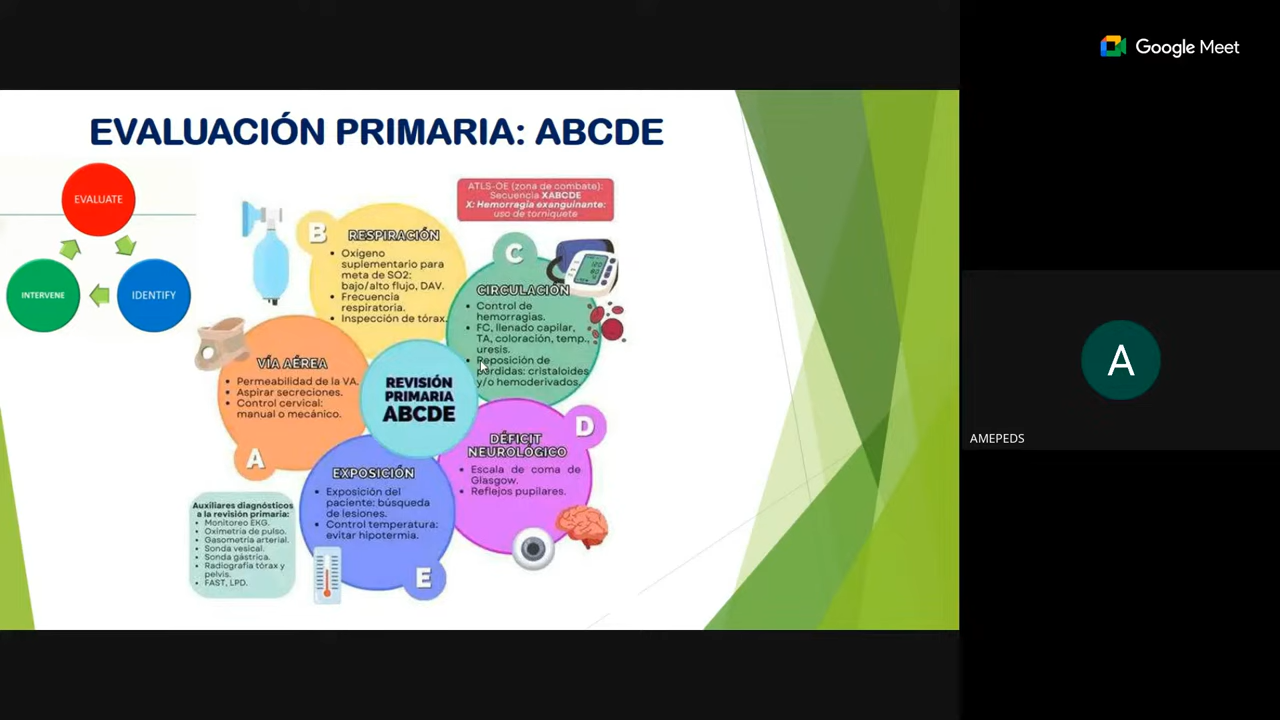 Google Meet
EVALUACIÓN PRIMARIA: ABCDE
EVALUATE
INTERVENE
IDENTIFY
ATLS-OE (zona de combate):
Secuencia XABCDE
X: Hemorragia exanguinante:
uso de torniquete
B
RESPIRACIÓN
• Oxigeno
suplementario para
meta de SO2:
bajo/alto flujo, DAV.
• Frecuencia
respiratoria.
• Inspección de tórax.
C
CIRCULACIÓN
• Control de
hemorragias.
• FC, llenado capilar,
TA, coloración, temp.,
uresis.
• Reposición de
pérdidas: cristaloides
y/o hemoderivados.
VÍA AÉREA
• Permeabilidad de la VA.
• Aspirar secreciones.
• Control cervical:
manual o mecánico.
A
REVISIÓN
PRIMARIA
ABCDE
D
DÉFICIT
NEUROLÓGICO
• Escala de coma de
Glasgow.
• Reflejos pupilares.
EXPOSICIÓN
• Exposición del
paciente: búsqueda
de lesiones.
• Control temperatura:
evitar hipotermia.
E
Auxiliares diagnósticos
a la revisión primaria:
• Monitoreo EKG.
• Oximetria de pulso.
• Gasometria arterial.
• Sonda vesical.
• Sonda gástrica.
• Radiografia tórax y
pelvis.
• FAST, LPD.
A
AMEPEDS